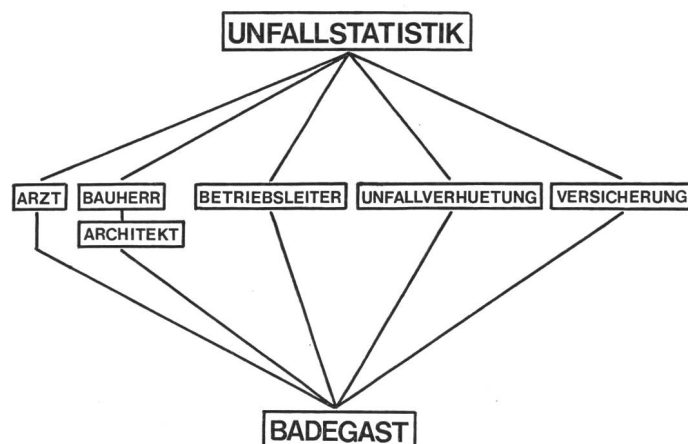 UNFALLSTATISTIK
ARZT
BAUHERR
BETRIEBSLEITER
UNFALLVERHUETUNG
VERSICHERUNG
ARCHITEKT
BADEGAST